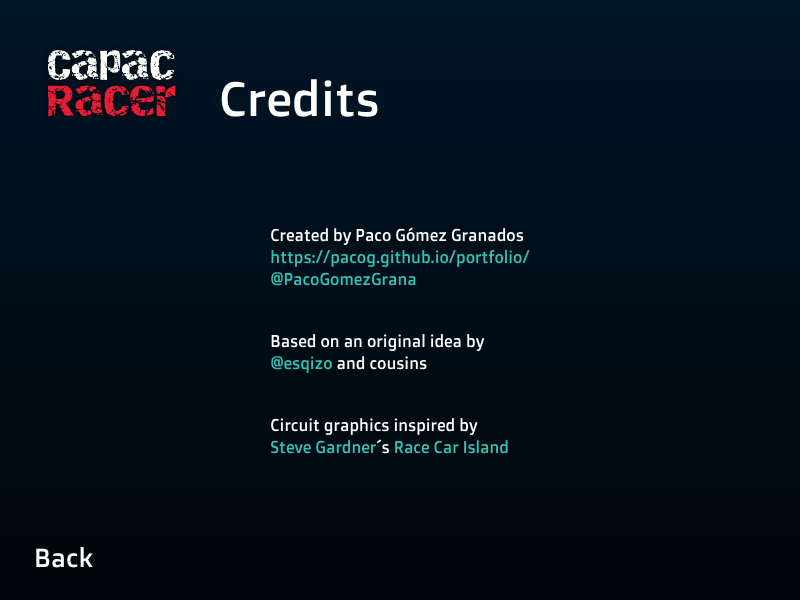 capac
Racer
Credits
Created by Paco Gómez Granados
https://pacog.github.io/portfolio/
@PacoGomezGrana
Based on an original idea by
@esqizo and cousins
Circuit graphics inspired by
Steve Gardner´s Race Car Island
Back